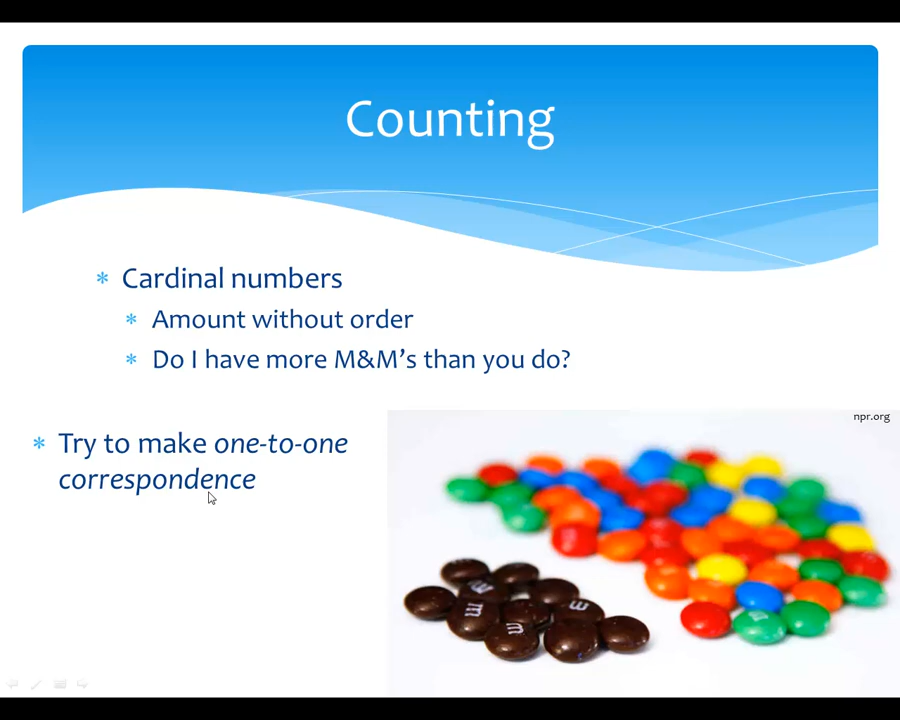 Counting
Cardinal numbers
Amount without order
Do I have more M&M’s than you do?
npr.org
Try to make one-to-one
correspondence
m
m
m
m